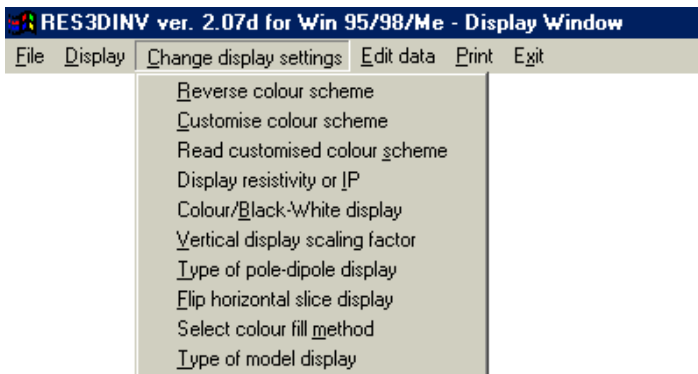 RES3DINV ver. 2.07d for Win 95/98/Me - Display Window
File Display Change display settings Edit data Print Exit
Reverse colour scheme
Customise colour scheme
Read customised colour scheme
Display resistivity or IP
Colour/Black-White display
Vertical display scaling factor
Type of pole-dipole display
Flip horizontal slice display
Select colour fill method
Type of model display